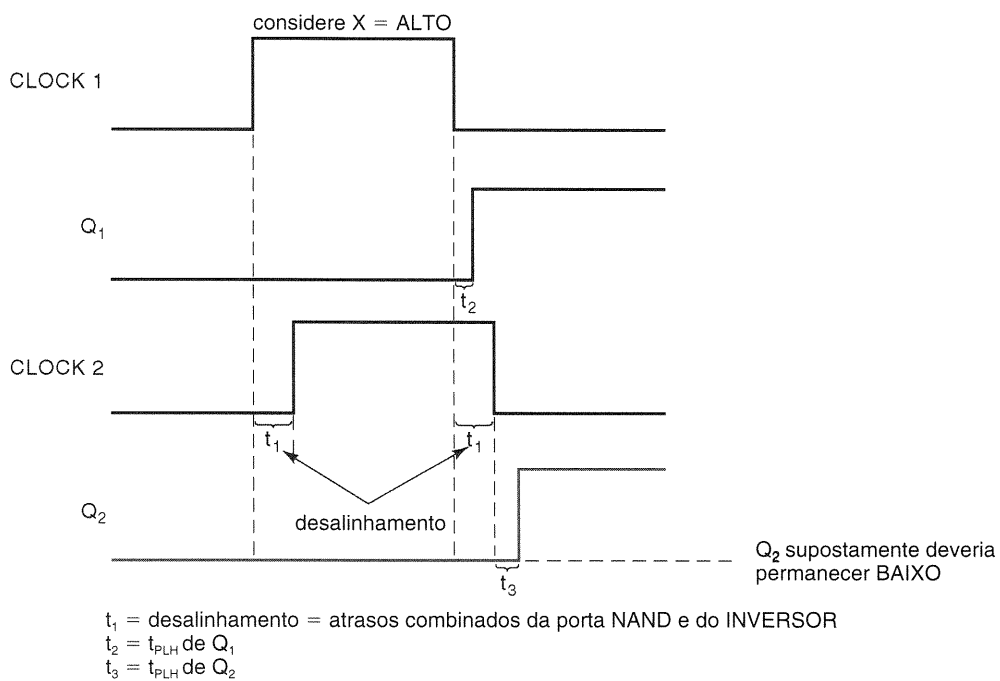 considere X = ALTO
CLOCK 1
Q₁
t₂
CLOCK 2
t₁
t₁
desalinhamento
Q₂
t₃
Q₂ supostamente deveria
permanecer BAIXO
t₁ = desalinhamento = atrasos combinados da porta NAND e do INVERSOR
t₂ = tPLH de Q₁
t₃ = tPLH de Q₂